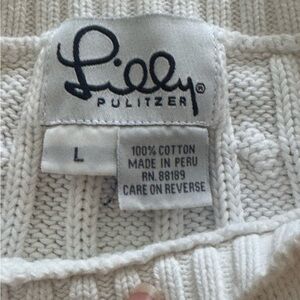 Lilly®
PULITZER
L
100% COTTON
MADE IN PERU
RN. 88189
CARE ON REVERSE